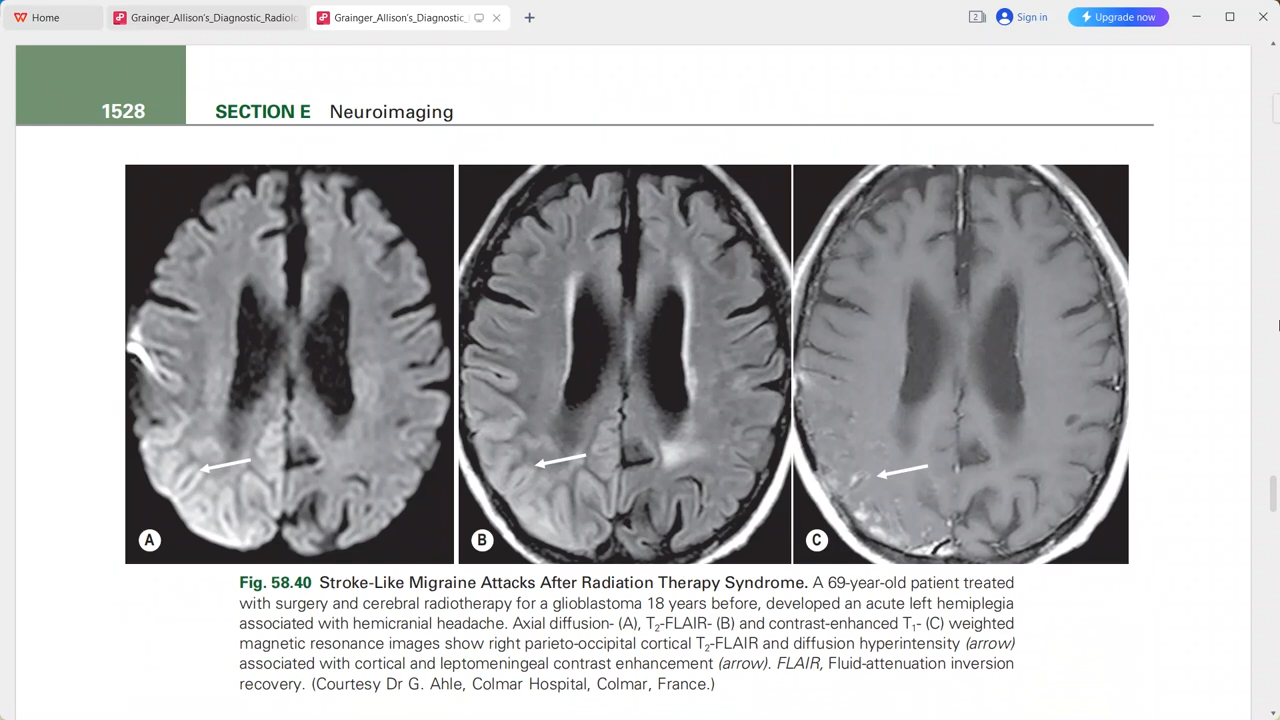 Home
Grainger_Allison's_Diagnostic_Radiolo
Grainger_Allison's_Diagnostic_
2
Sign in
Upgrade now
1528
SECTION E Neuroimaging
A
B
C
Fig. 58.40 Stroke-Like Migraine Attacks After Radiation Therapy Syndrome. A 69-year-old patient treated
with surgery and cerebral radiotherapy for a glioblastoma 18 years before, developed an acute left hemiplegia
associated with hemicranial headache. Axial diffusion- (A), T₂-FLAIR- (B) and contrast-enhanced T₁- (C) weighted
magnetic resonance images show right parieto-occipital cortical T₂-FLAIR and diffusion hyperintensity (arrow)
associated with cortical and leptomeningeal contrast enhancement (arrow). FLAIR, Fluid-attenuation inversion
recovery. (Courtesy Dr G. Ahle, Colmar Hospital, Colmar, France.)